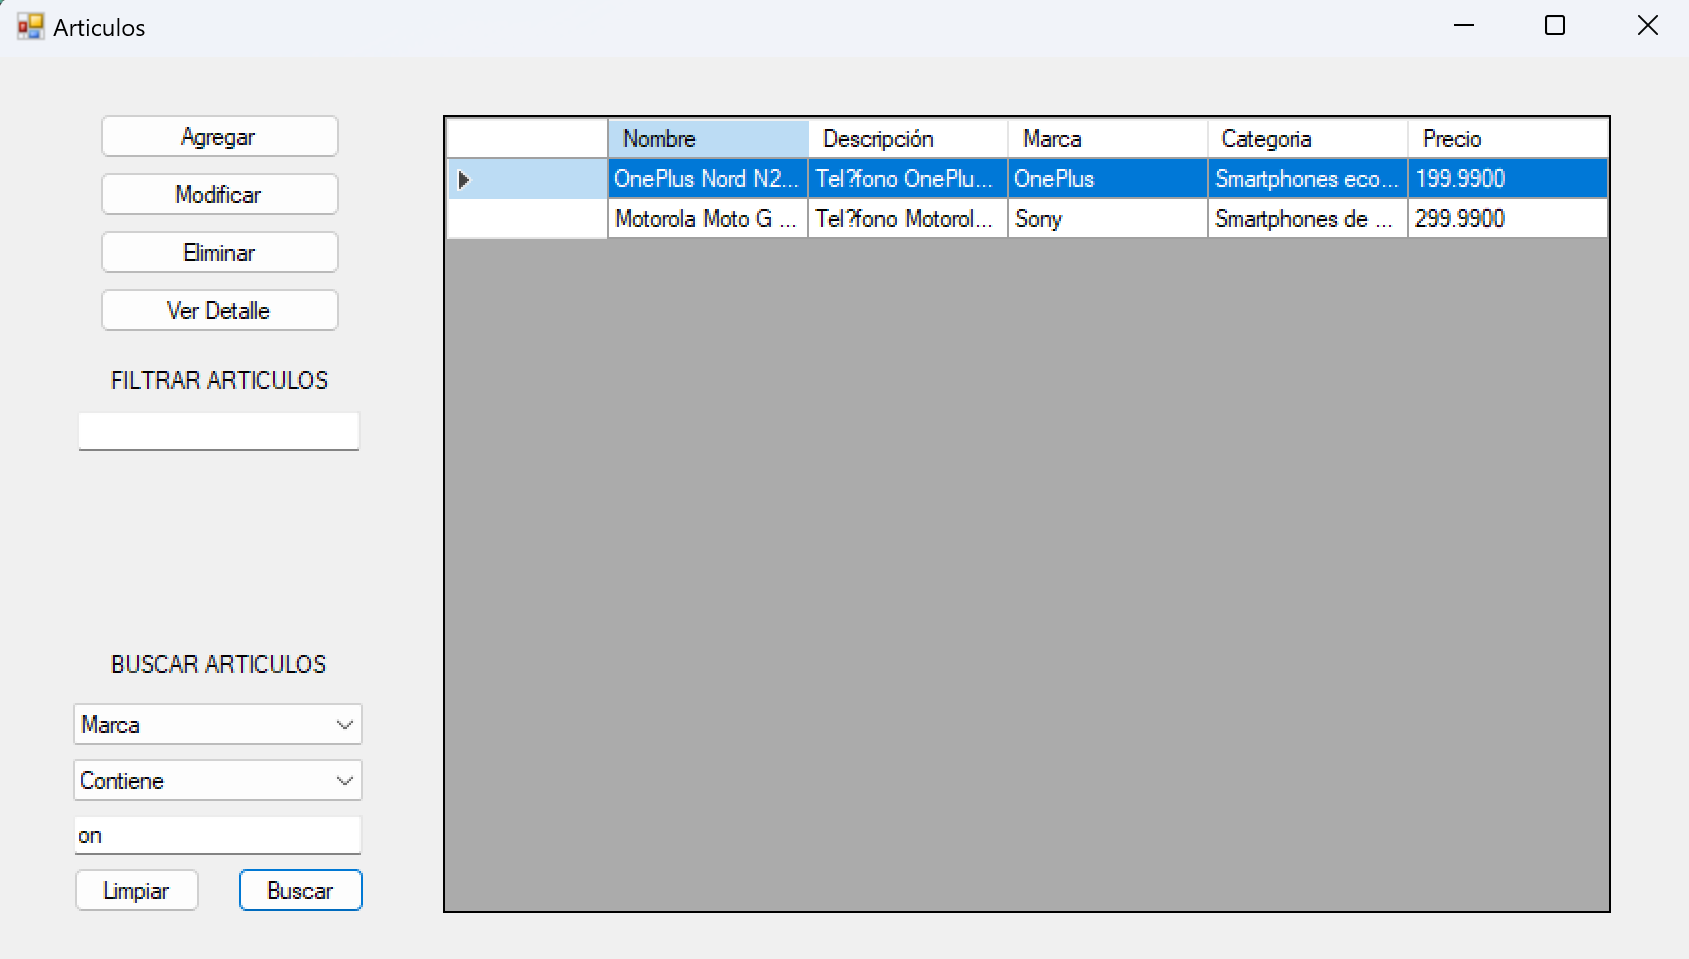 Articulos
Agregar
Modificar
Eliminar
Ver Detalle
FILTRAR ARTICULOS
BUSCAR ARTICULOS
Marca
Contiene
on
Limpiar Buscar
Nombre Descripción Marca Categoria Precio
OnePlus Nord N2... Tel?fono OnePlu... OnePlus Smartphones eco... 199.9900
Motorola Moto G ... Tel?fono Motorol... Sony Smartphones de ... 299.9900